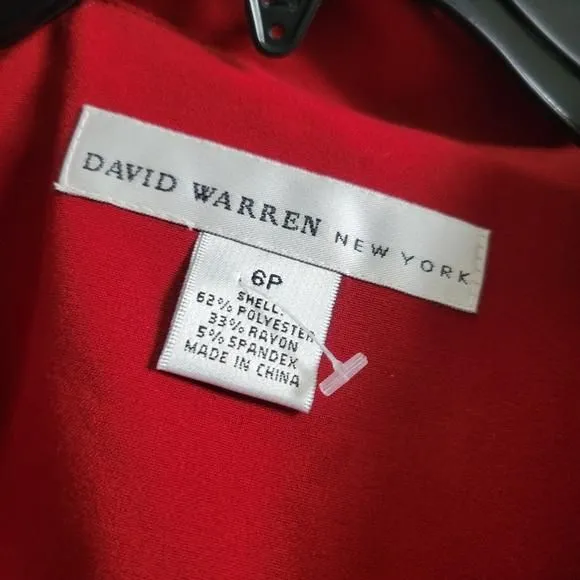 DAVID WARREN NEW YORK
6P
SHELL:
62% POLYESTER
33% RAYON
5% SPANDEX
MADE IN CHINA